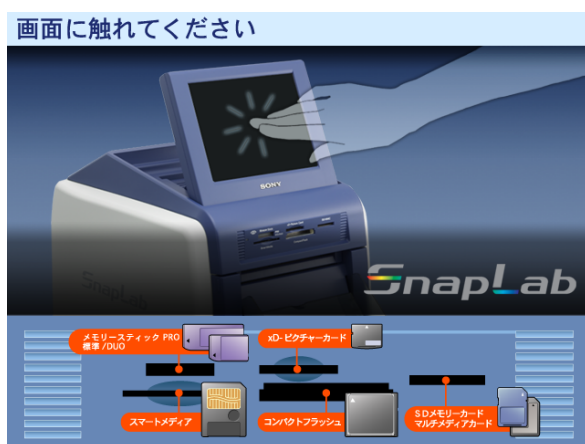 画面に触れてください
SONY
SnapLab
SnapLab
メモリースティック PRO
標準/DUO
xD-ピクチャーカード
スマートメディア
コンパクトフラッシュ
SDメモリーカード
マルチメディアカード